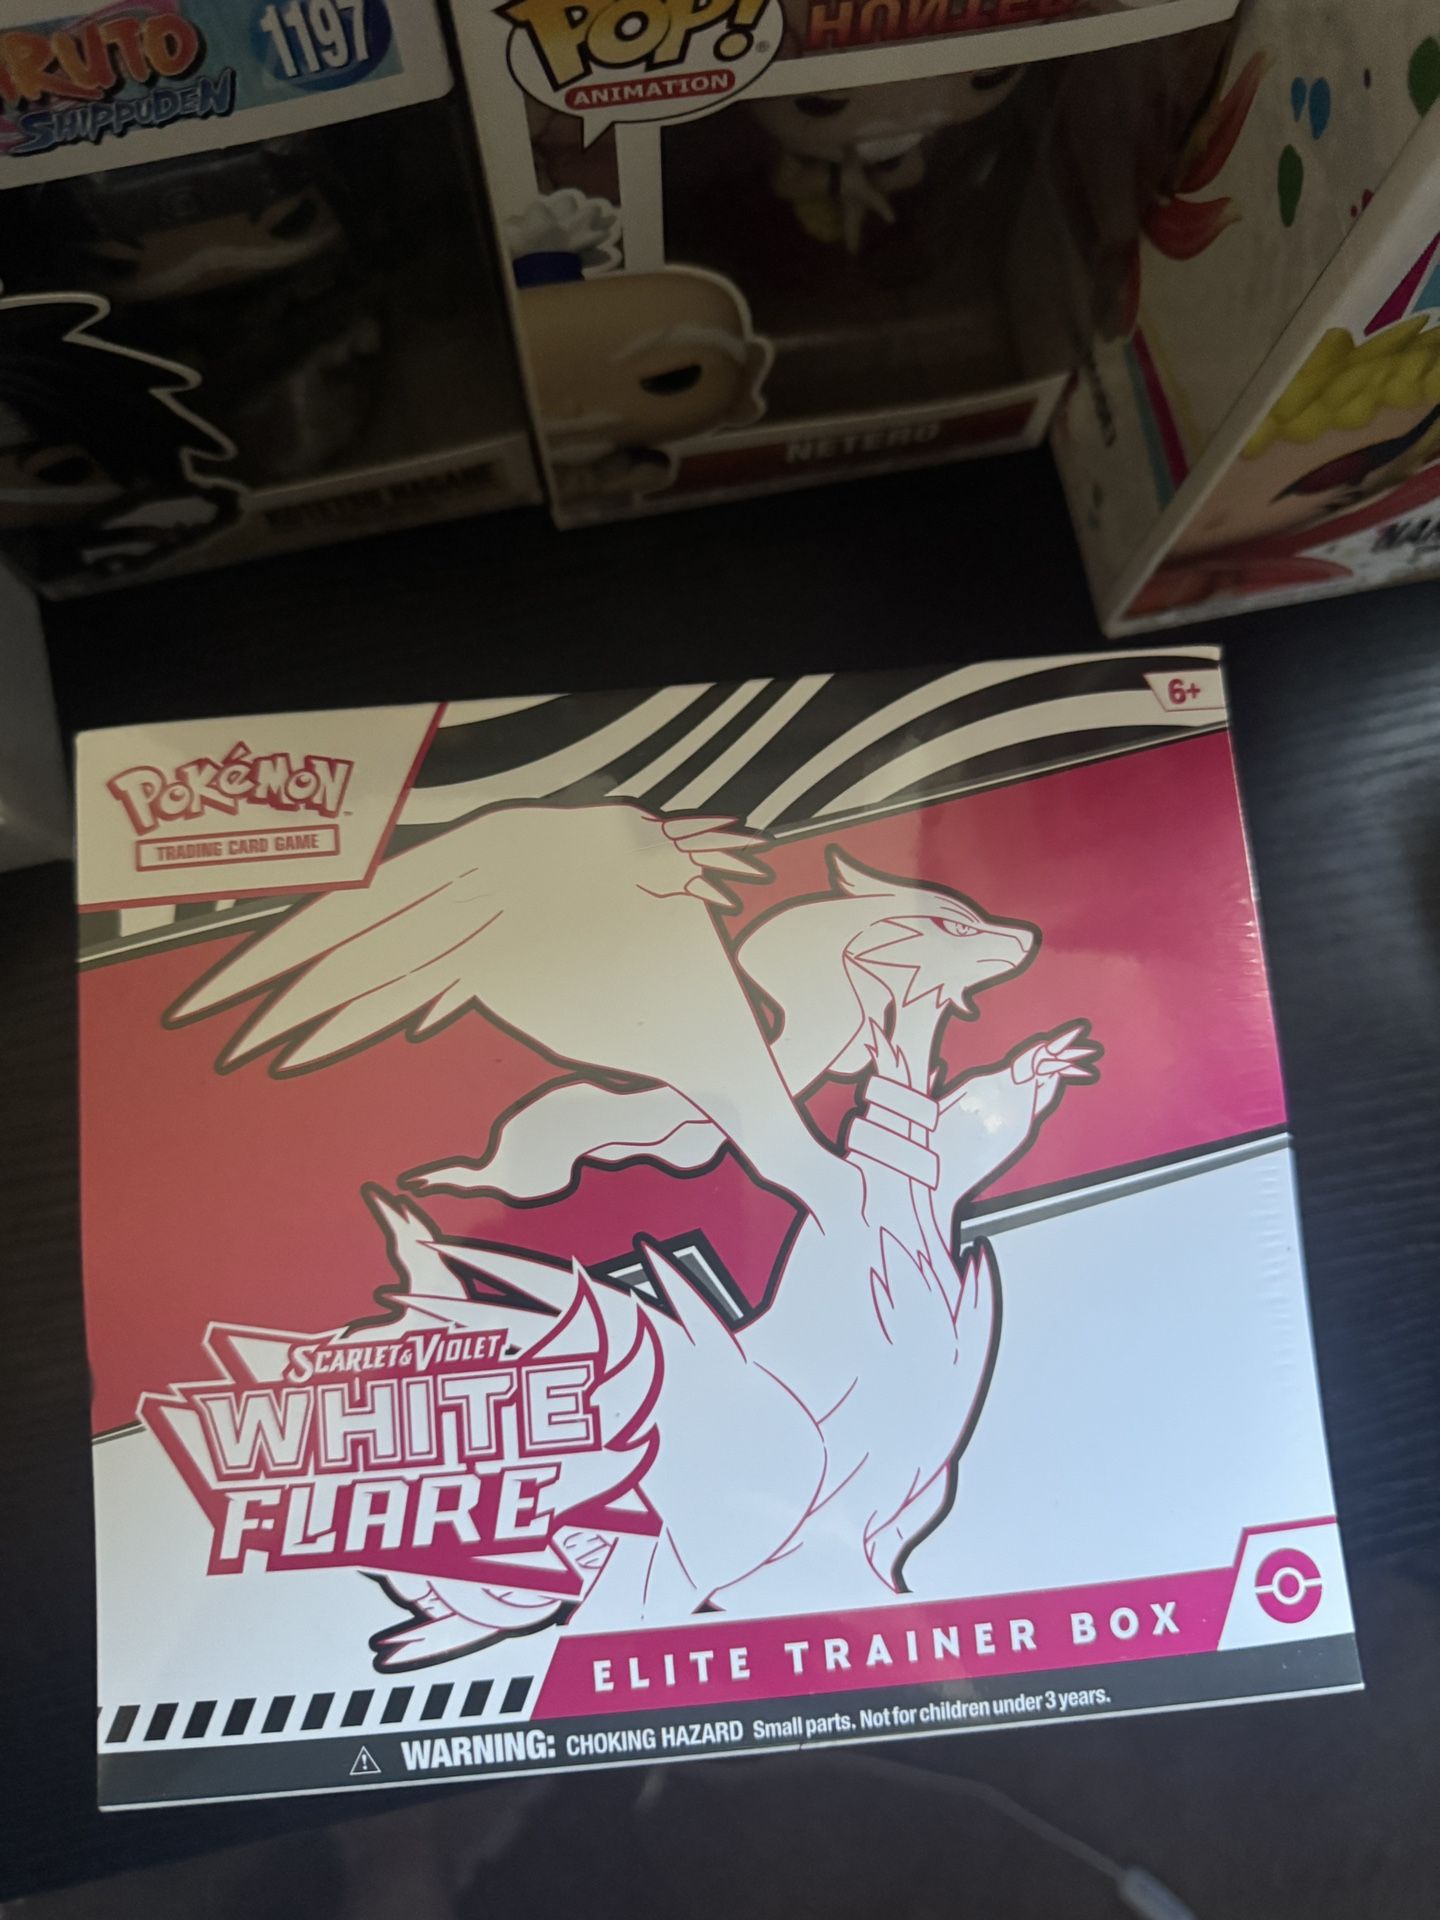 RUTO
SHIPPUDEN
1197
POP!
ANIMATION
HUNTER
NETERO
6+
POKéMON
TRADING CARD GAME
SCARLET & VIOLET
WHITE
FLARE
ELITE TRAINER BOX
WARNING: CHOKING HAZARD Small parts. Not for children under 3 years.